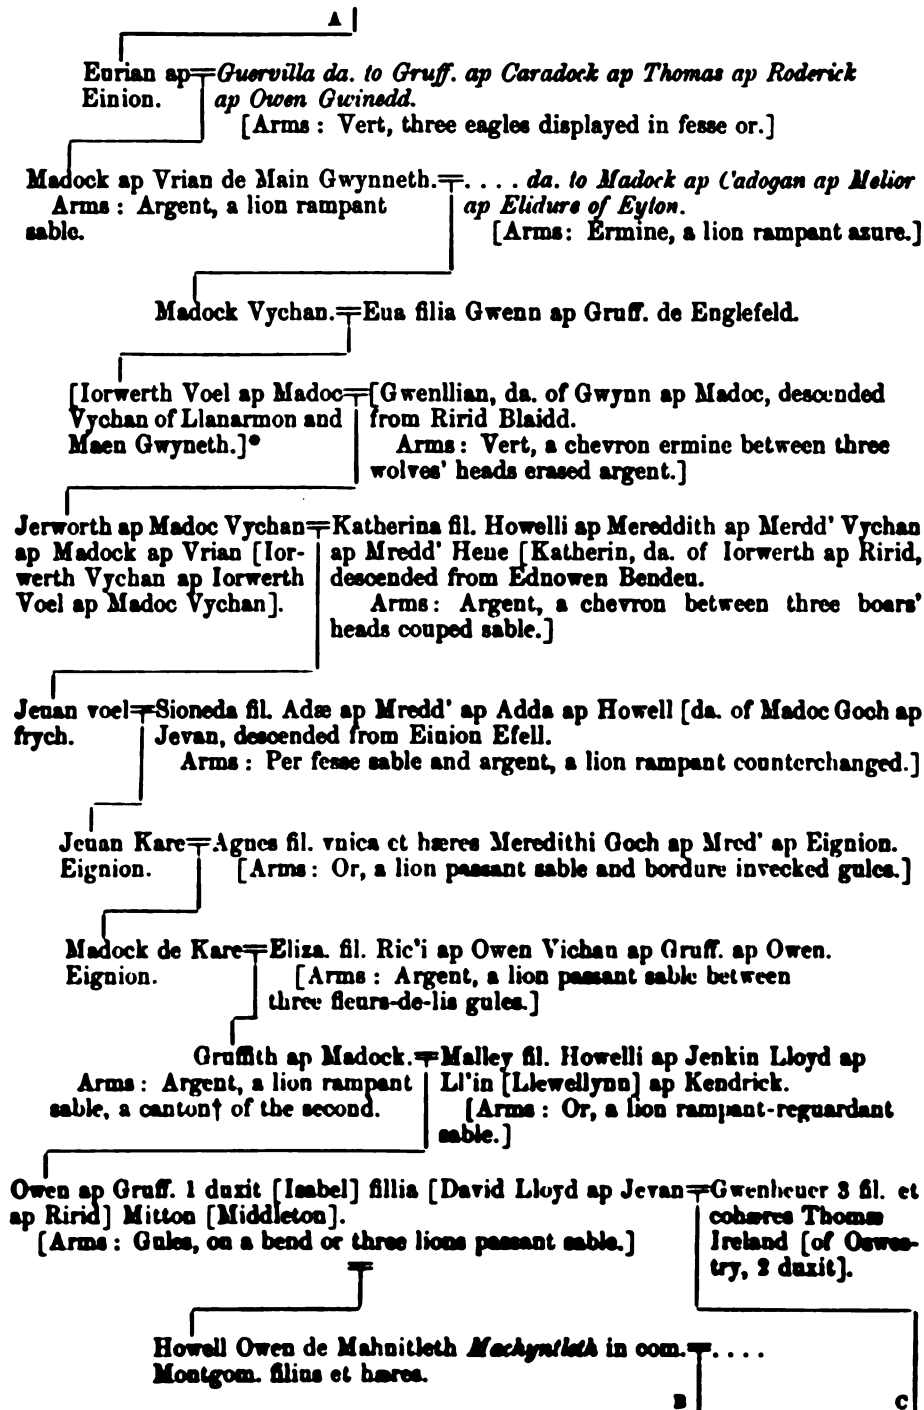 A
Eurian ap Guervilla da. to Gruff. ap Caradock ap Thomas ap Roderick
Einion. ap Owen Gwinedd.
[Arms: Vert, three eagles displayed in fesse or.]
Madock ap Vrian de Main Gwynneth. . . . . da. to Madock ap Cadogan ap Melior
Arms: Argent, a lion rampant ap Elidure of Eyton.
sable. [Arms: Ermine, a lion rampant azure.]
Madock Vychan. Eua filia Gwenn ap Gruff. de Englefeld.
[Iorwerth Voel ap Madoc [Gwenllian, da. of Gwynn ap Madoc, descended
Vychan of Llanarmon and from Ririd Blaidd.
Maen Gwyneth.]* Arms: Vert, a chevron ermine between three
wolves' heads erased argent.]
Jerworth ap Madoc Vychan Katherina fil. Howelli ap Mereddith ap Merdd' Vychan
ap Madock ap Vrian [Ior- ap Mredd' Heue [Katherin, da. of Iorwerth ap Ririd,
werth Vychan ap Iorwerth descended from Ednowen Bendeu.
Voel ap Madoc Vychan]. Arms: Argent, a chevron between three boars'
heads couped sable.]
Jeuan voel Sioneda fil. Adæ ap Mredd' ap Adda ap Howell [da. of Madoc Goch ap
frych. Jevan, descended from Einion Efell.
Arms: Per fesse sable and argent, a lion rampant counterchanged.]
Jeuan Kare Agnes fil. vnica et hæres Meredithi Goch ap Mred' ap Eignion.
Eignion. [Arms: Or, a lion passant sable and bordure invecked gules.]
Madock de Kare Eliza. fil. Ric'i ap Owen Vichan ap Gruff. ap Owen.
Eignion. [Arms: Argent, a lion passant sable between
three fleurs-de-lis gules.]
Gruffith ap Madock. Malley fil. Howelli ap Jenkin Lloyd ap
Arms: Argent, a lion rampant Ll'in [Llewellynn] ap Kendrick.
sable, a canton† of the second. [Arms: Or, a lion rampant-reguardant
sable.]
Owen ap Gruff. 1 duxit [Isabel] fillia [David Lloyd ap Jevan Gwenheuer 3 fil. et
ap Ririd] Mitton [Middleton]. cohæres Thomæ
[Arms: Gules, on a bend or three lions passant sable.] Ireland [of Oswes-
try, 2 duxit].
Howell Owen de Mahnitleth Machyntleth in com. . . . .
Montgom. filius et hæres.
B C